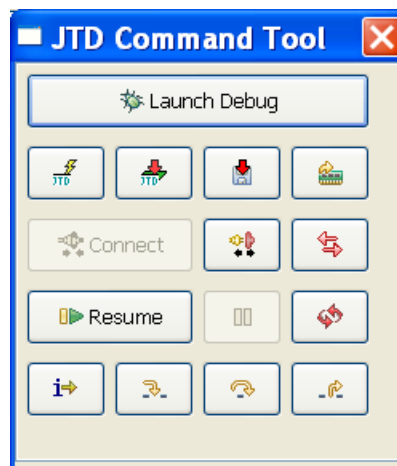 JTD Command Tool
Launch Debug
JTD JTD
Connect
Resume
i